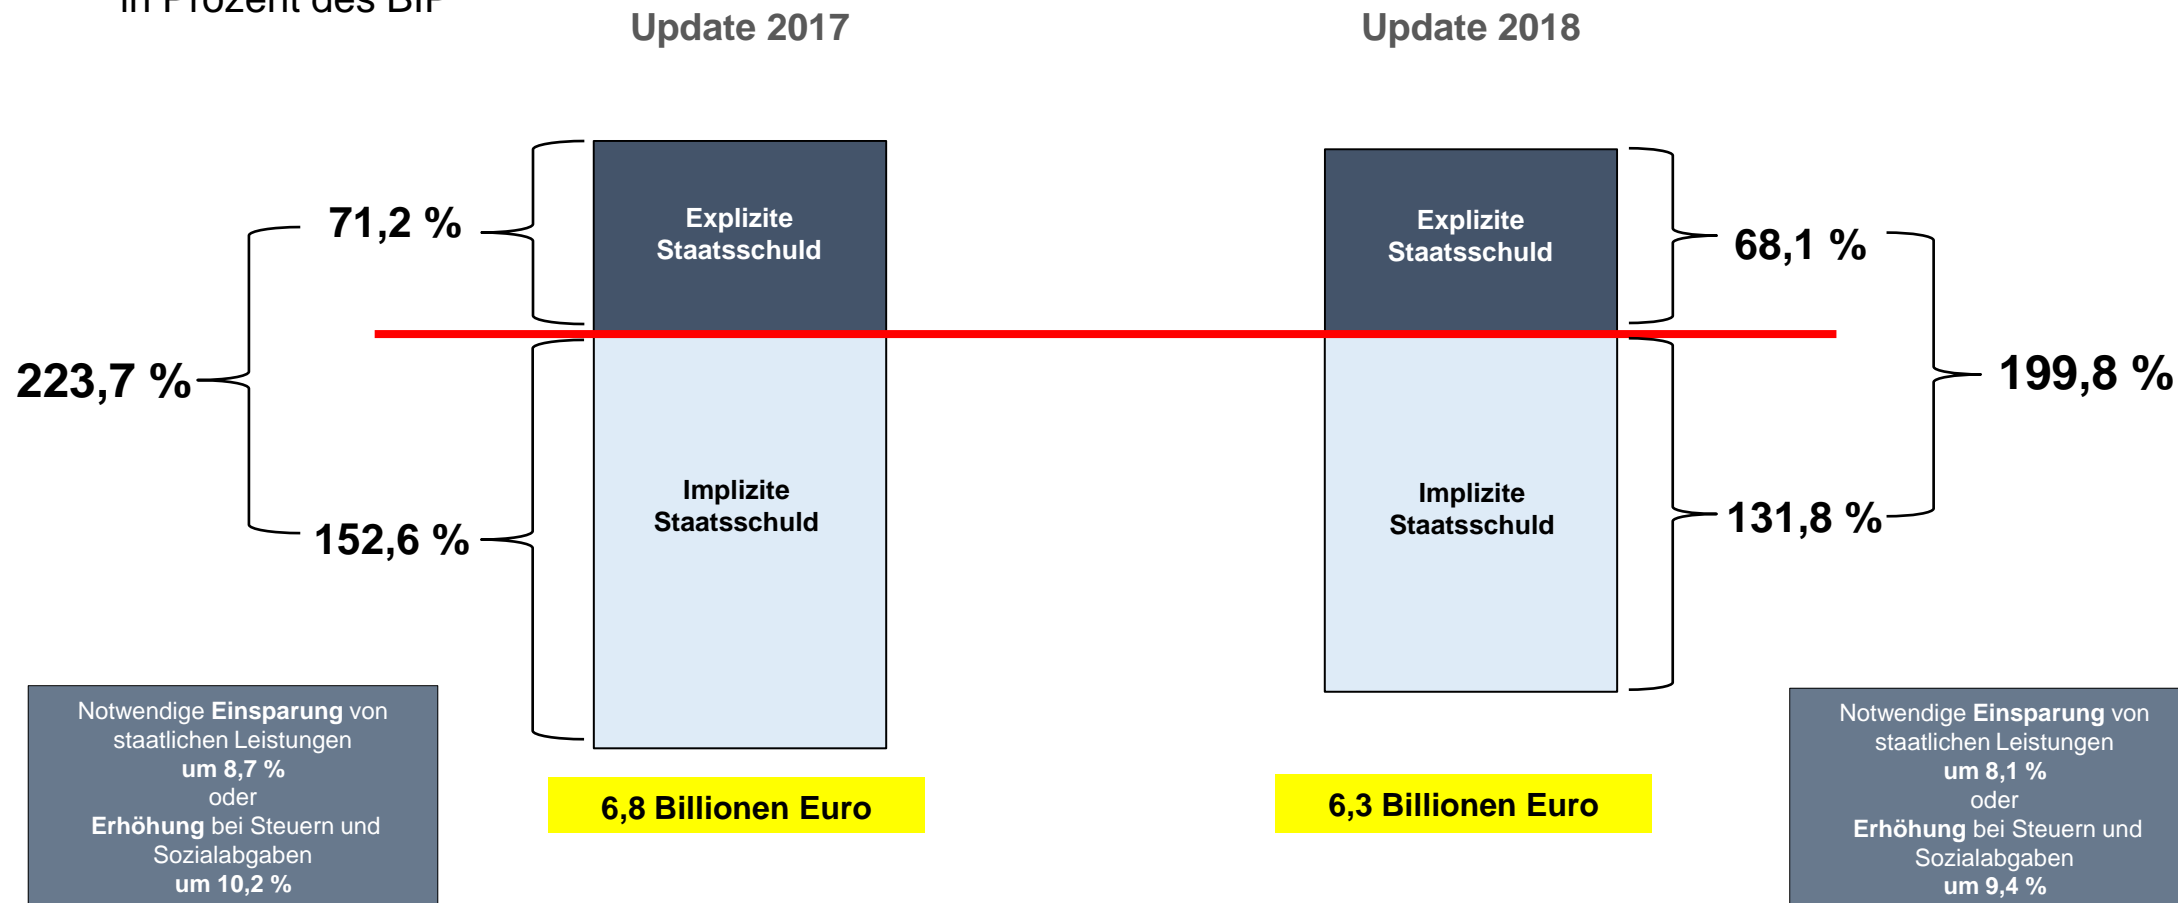 in Prozent des BIP
Update 2017
Update 2018
71,2 %
Explizite
Staatsschuld
Explizite
Staatsschuld
68,1 %
223,7 %
199,8 %
152,6 %
Implizite
Staatsschuld
Implizite
Staatsschuld
131,8 %
Notwendige Einsparung von
staatlichen Leistungen
um 8,7 %
oder
Erhöhung bei Steuern und
Sozialabgaben
um 10,2 %
6,8 Billionen Euro
6,3 Billionen Euro
Notwendige Einsparung von
staatlichen Leistungen
um 8,1 %
oder
Erhöhung bei Steuern und
Sozialabgaben
um 9,4 %